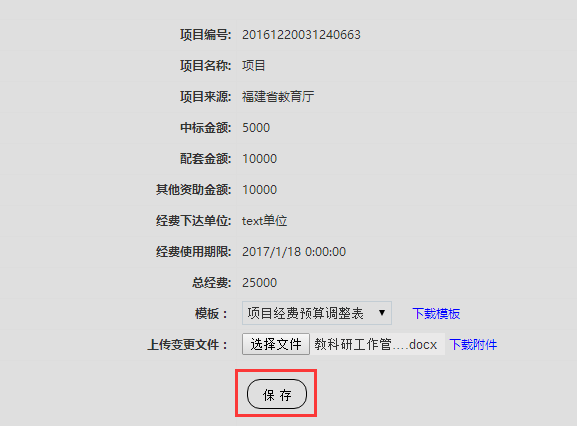 项目编号: 20161220031240663
项目名称: 项目
项目来源: 福建省教育厅
中标金额: 5000
配套金额: 10000
其他资助金额: 10000
经费下达单位: text单位
经费使用期限: 2017/1/18 0:00:00
总经费: 25000
模板： 项目经费预算调整表 ▼ 下载模板
上传变更文件： 选择文件 教科研工作管....docx 下载附件
保 存